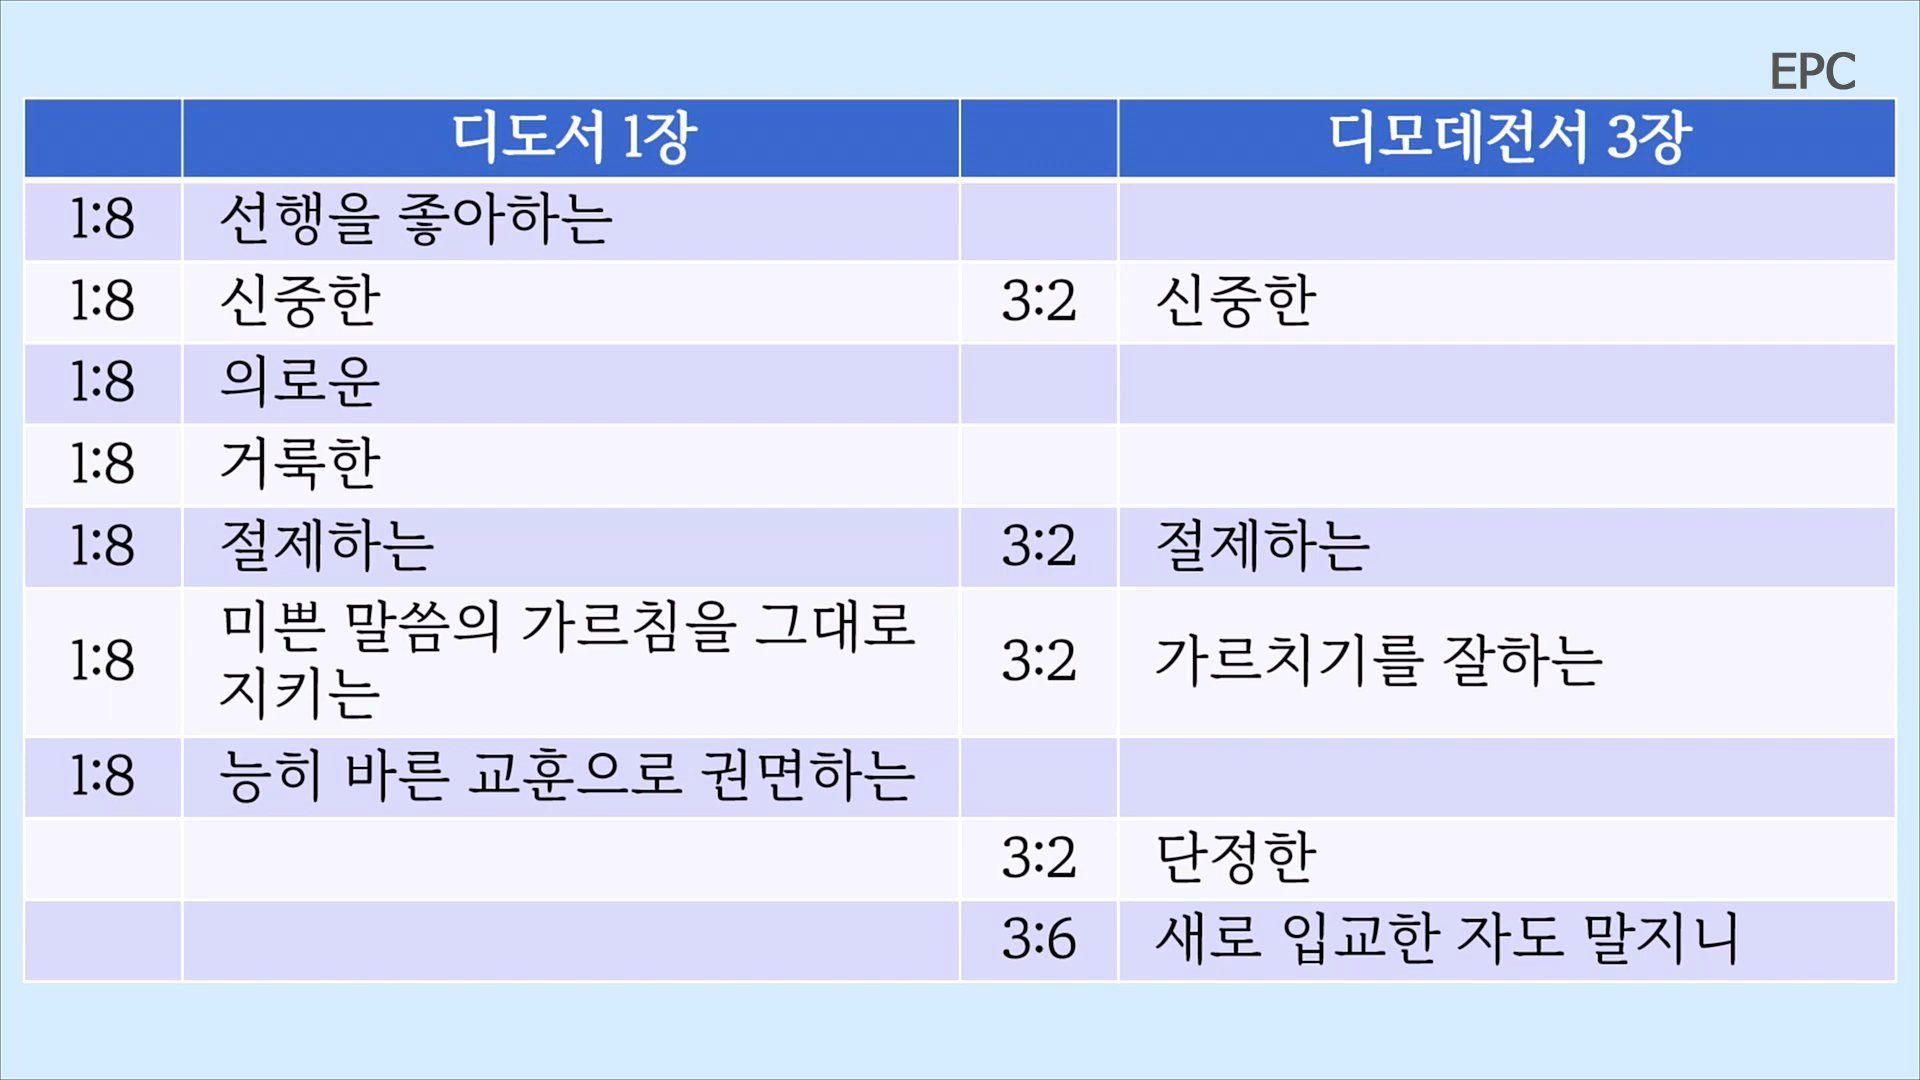 EPC
디도서 1장 디모데전서 3장
1:8 선행을 좋아하는
1:8 신중한 3:2 신중한
1:8 의로운
1:8 거룩한
1:8 절제하는 3:2 절제하는
1:8 미쁜 말씀의 가르침을 그대로
지키는 3:2 가르치기를 잘하는
1:8 능히 바른 교훈으로 권면하는
3:2 단정한
3:6 새로 입교한 자도 말지니